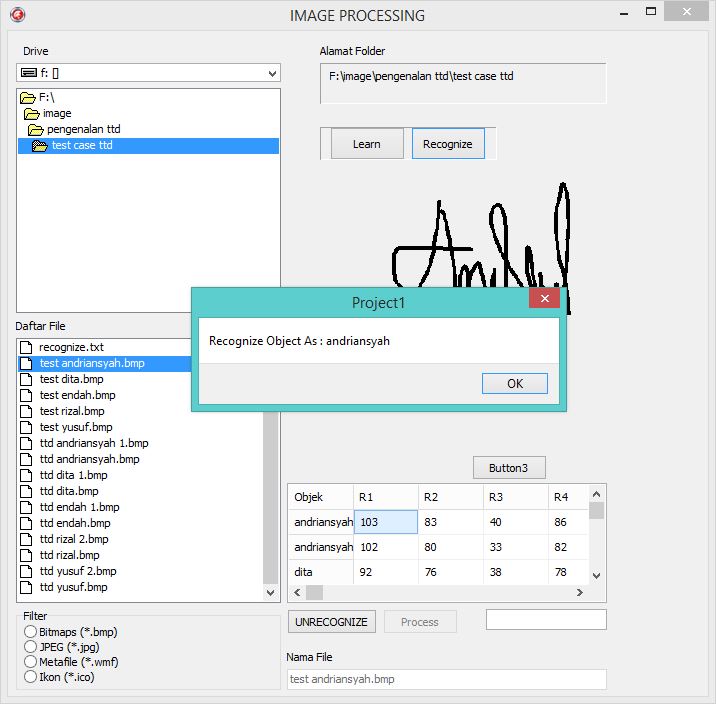 IMAGE PROCESSING
Drive
f: []
F:\
image
pengenalan ttd
test case ttd
Alamat Folder
F:\image\pengenalan ttd\test case ttd
Learn
Recognize
Project1
Recognize Object As : andriansyah
OK
Daftar File
recognize.txt
test andriansyah.bmp
test dita.bmp
test endah.bmp
test rizal.bmp
test yusuf.bmp
ttd andriansyah 1.bmp
ttd andriansyah.bmp
ttd dita 1.bmp
ttd dita.bmp
ttd endah 1.bmp
ttd endah.bmp
ttd rizal 2.bmp
ttd rizal.bmp
ttd yusuf 2.bmp
ttd yusuf.bmp
Button3
Objek R1 R2 R3 R4
andriansyah 103 83 40 86
andriansyah 102 80 33 82
dita 92 76 38 78
Filter
Bitmaps (*.bmp)
JPEG (*.jpg)
Metafile (*.wmf)
Ikon (*.ico)
UNRECOGNIZE
Process
Nama File
test andriansyah.bmp